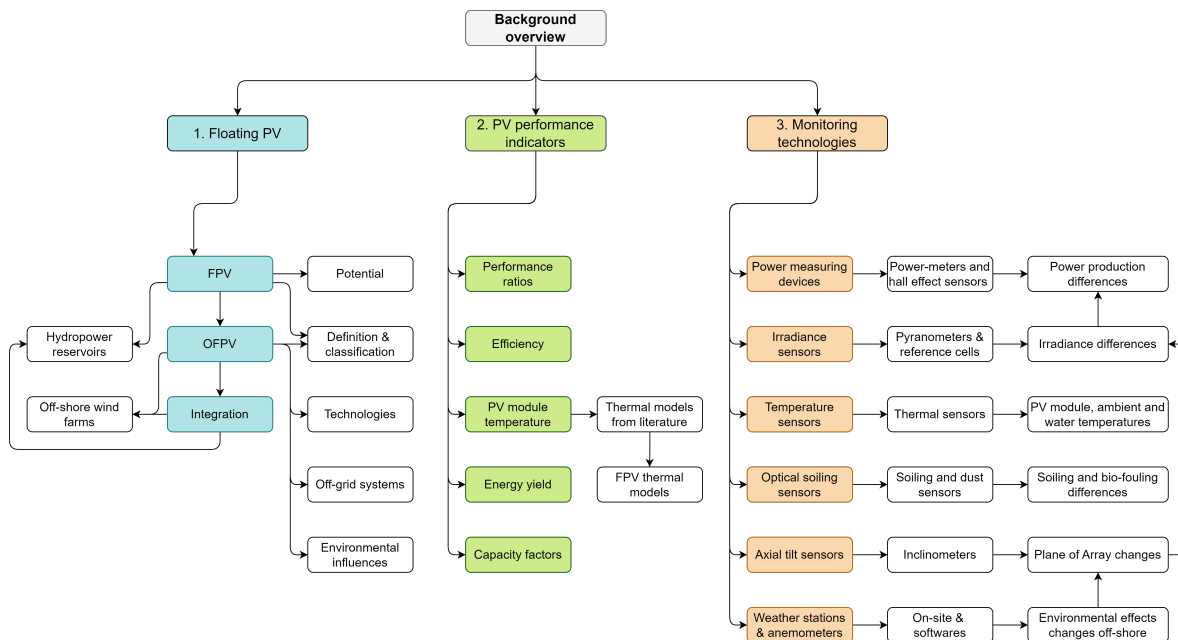 Background
overview
1. Floating PV
2. PV performance
indicators
3. Monitoring
technologies
FPV
Potential
Hydropower
reservoirs
OFPV
Definition &
classification
Off-shore wind
farms
Integration
Technologies
Off-grid systems
Environmental
influences
Performance
ratios
Efficiency
PV module
temperature
Thermal models
from literature
Energy yield
FPV thermal
models
Capacity factors
Power measuring
devices
Power-meters and
hall effect sensors
Power production
differences
Irradiance
sensors
Pyranometers &
reference cells
Irradiance differences
Temperature
sensors
Thermal sensors
PV module, ambient and
water temperatures
Optical soiling
sensors
Soiling and dust
sensors
Soiling and bio-fouling
differences
Axial tilt sensors
Inclinometers
Plane of Array changes
Weather stations
& anemometers
On-site &
softwares
Environmental effects
changes off-shore